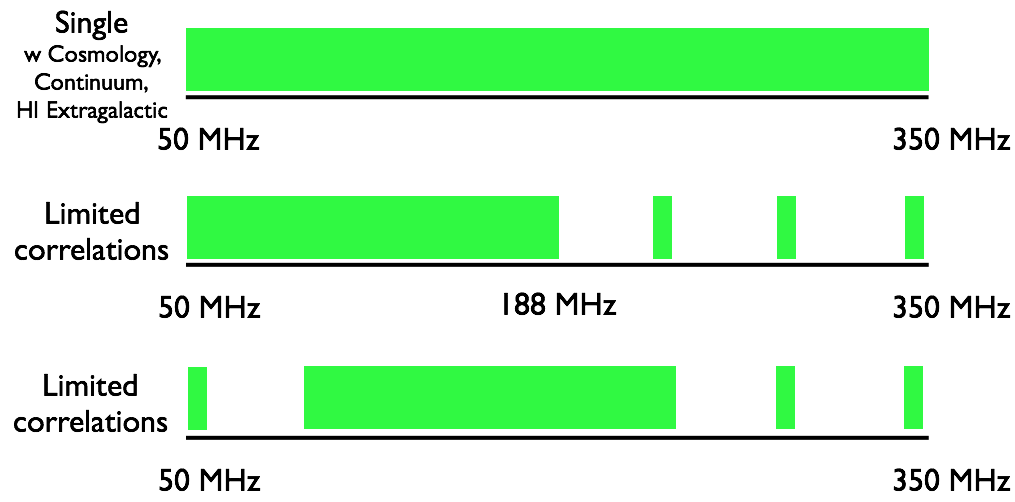 Single
w Cosmology,
Continuum,
HI Extragalactic
50 MHz
350 MHz
Limited
correlations
50 MHz
188 MHz
350 MHz
Limited
correlations
50 MHz
350 MHz